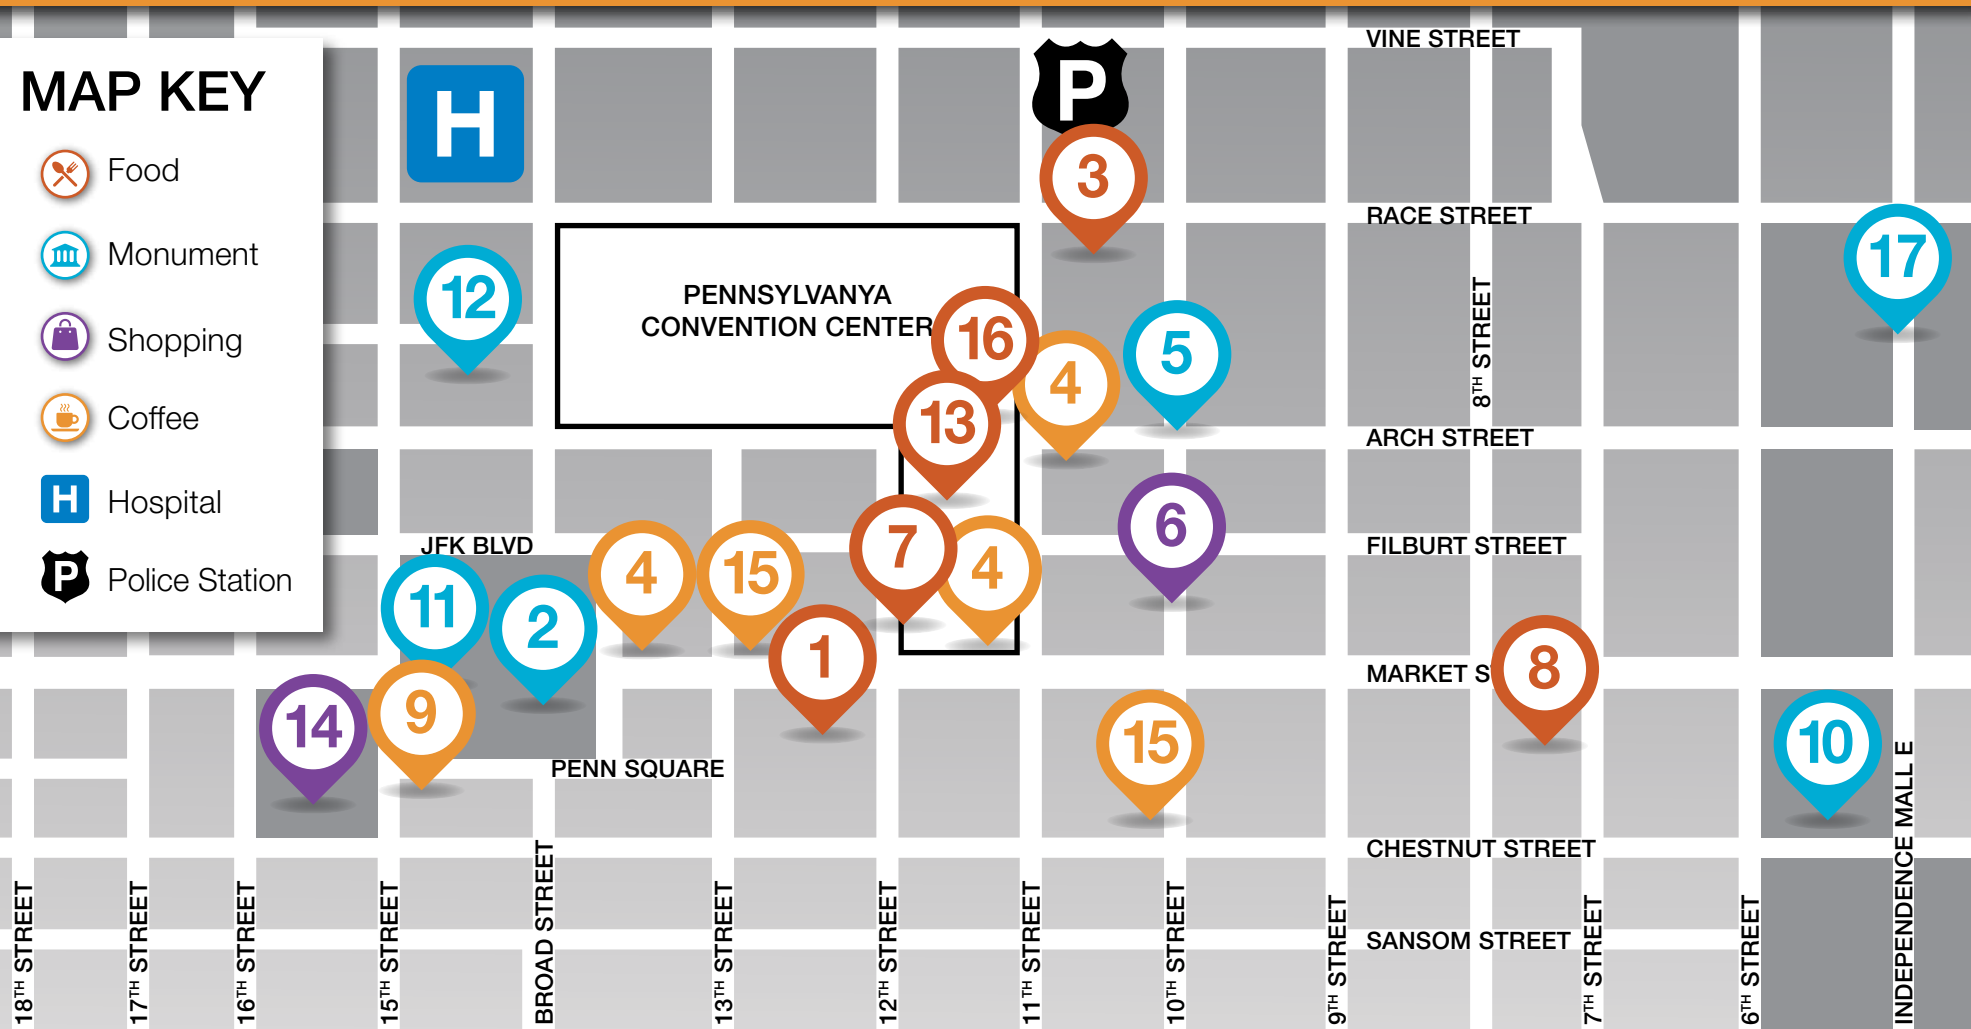 MAP KEY
Food
Monument
Shopping
Coffee
H
Hospital
P
Police Station
H
P
VINE STREET
3
RACE STREET
12
PENNSYLVANYA
CONVENTION CENTER
16
4
5
17
8TH STREET
13
ARCH STREET
6
JFK BLVD
FILBURT STREET
11
2
4
15
7
4
1
MARKET S
8
14
9
15
10
PENN SQUARE
CHESTNUT STREET
SANSOM STREET
18TH STREET
17TH STREET
16TH STREET
15TH STREET
BROAD STREET
13TH STREET
12TH STREET
11TH STREET
10TH STREET
9TH STREET
7TH STREET
6TH STREET
INDEPENDENCE MALL E